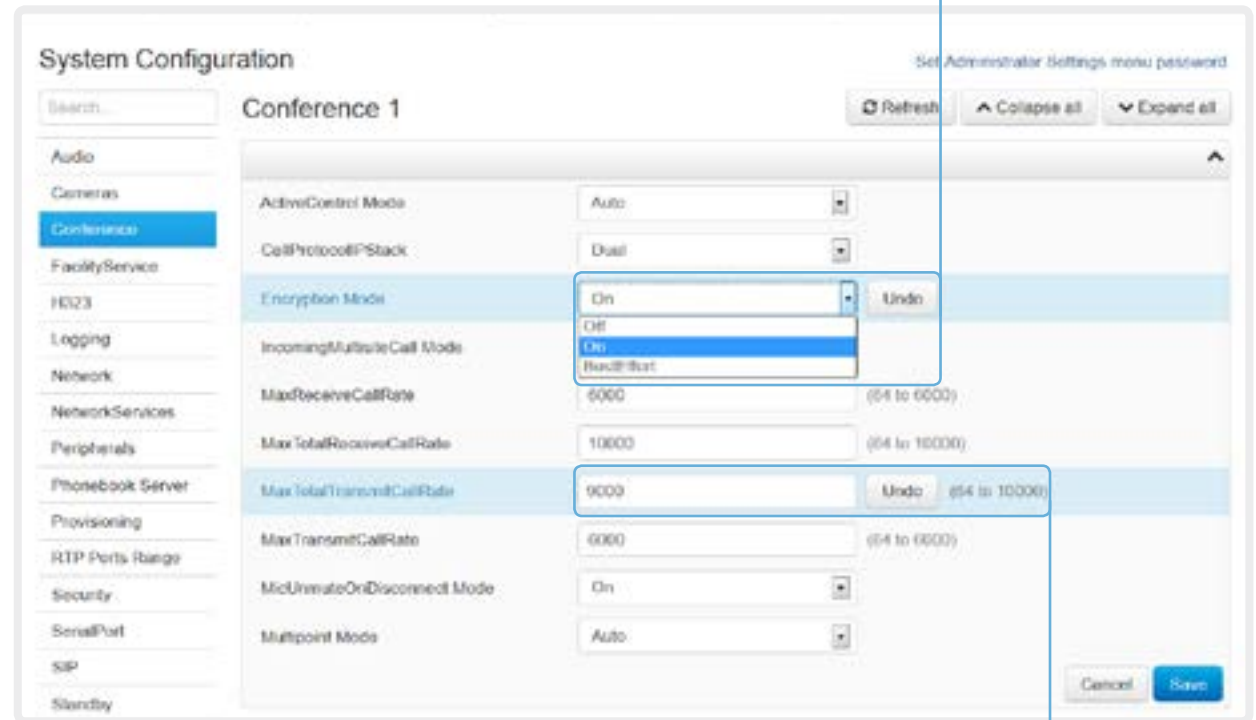 System Configuration
Set Administrator Settings menu password
Search...
Conference 1
Refresh
Collapse all
Expand all
Audio
Cameras
Conference
FacilityService
H323
Logging
Network
NetworkServices
Peripherals
Phonebook Server
Provisioning
RTP Ports Range
Security
SerialPort
SIP
Standby
ActiveControl Mode Auto
CallProtocolIPStack Dual
Encryption Mode On Undo
Off
On
BestEffort
IncomingMultisiteCall Mode
MaxReceiveCallRate 6000 (64 to 6000)
MaxTotalReceiveCallRate 10000 (64 to 10000)
MaxTotalTransmitCallRate 9000 Undo (64 to 10000)
MaxTransmitCallRate 6000 (64 to 6000)
MicUnmuteOnDisconnect Mode On
Multipoint Mode Auto
Cancel
Save